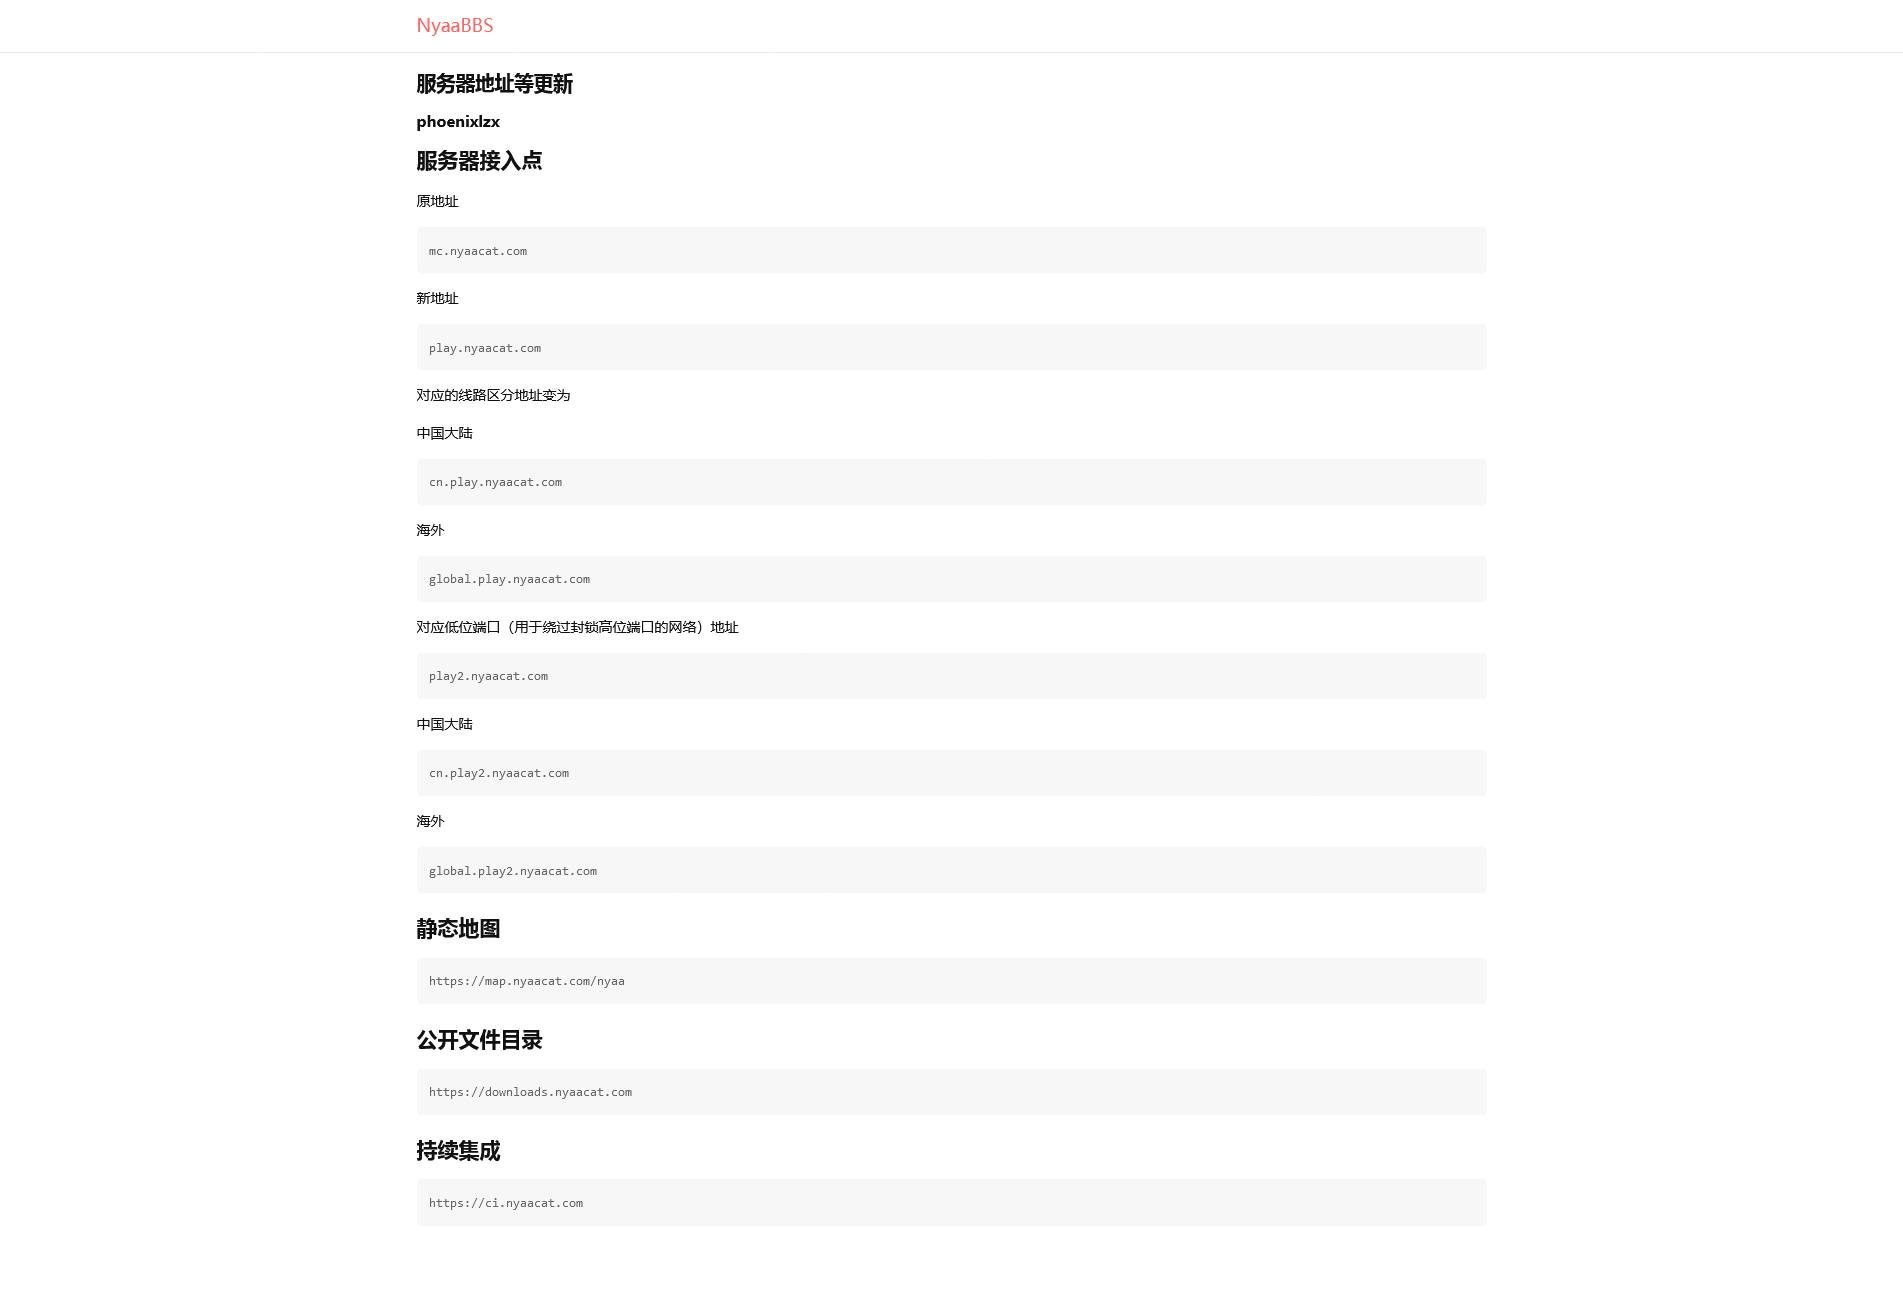 NyaaBBS
服务器地址等更新
phoenixlzx
服务器接入点
原地址
mc.nyaacat.com
新地址
play.nyaacat.com
对应的线路区分地址变为
中国大陆
cn.play.nyaacat.com
海外
global.play.nyaacat.com
对应低位端口（用于绕过封锁高位端口的网络）地址
play2.nyaacat.com
中国大陆
cn.play2.nyaacat.com
海外
global.play2.nyaacat.com
静态地图
https://map.nyaacat.com/nyaa
公开文件目录
https://downloads.nyaacat.com
持续集成
https://ci.nyaacat.com